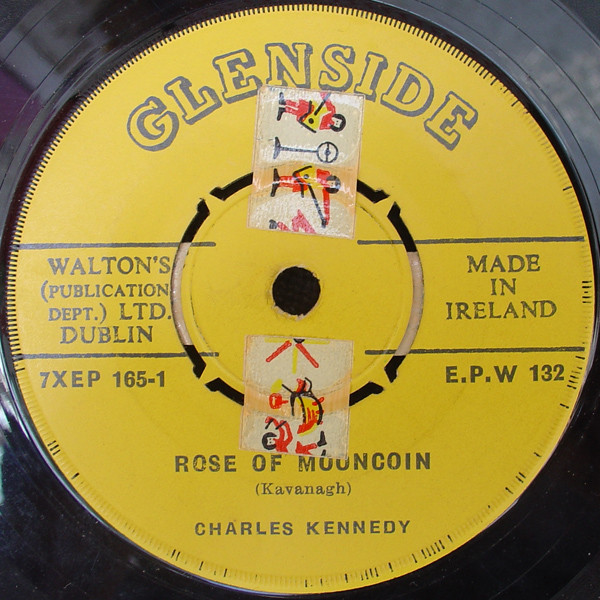 GLENSIDE
WALTON'S
(PUBLICATION
DEPT.) LTD.
DUBLIN
MADE
IN
IRELAND
7XEP 165-1
E.P.W 132
ROSE OF MOONCOIN
(Kavanagh)
CHARLES KENNEDY